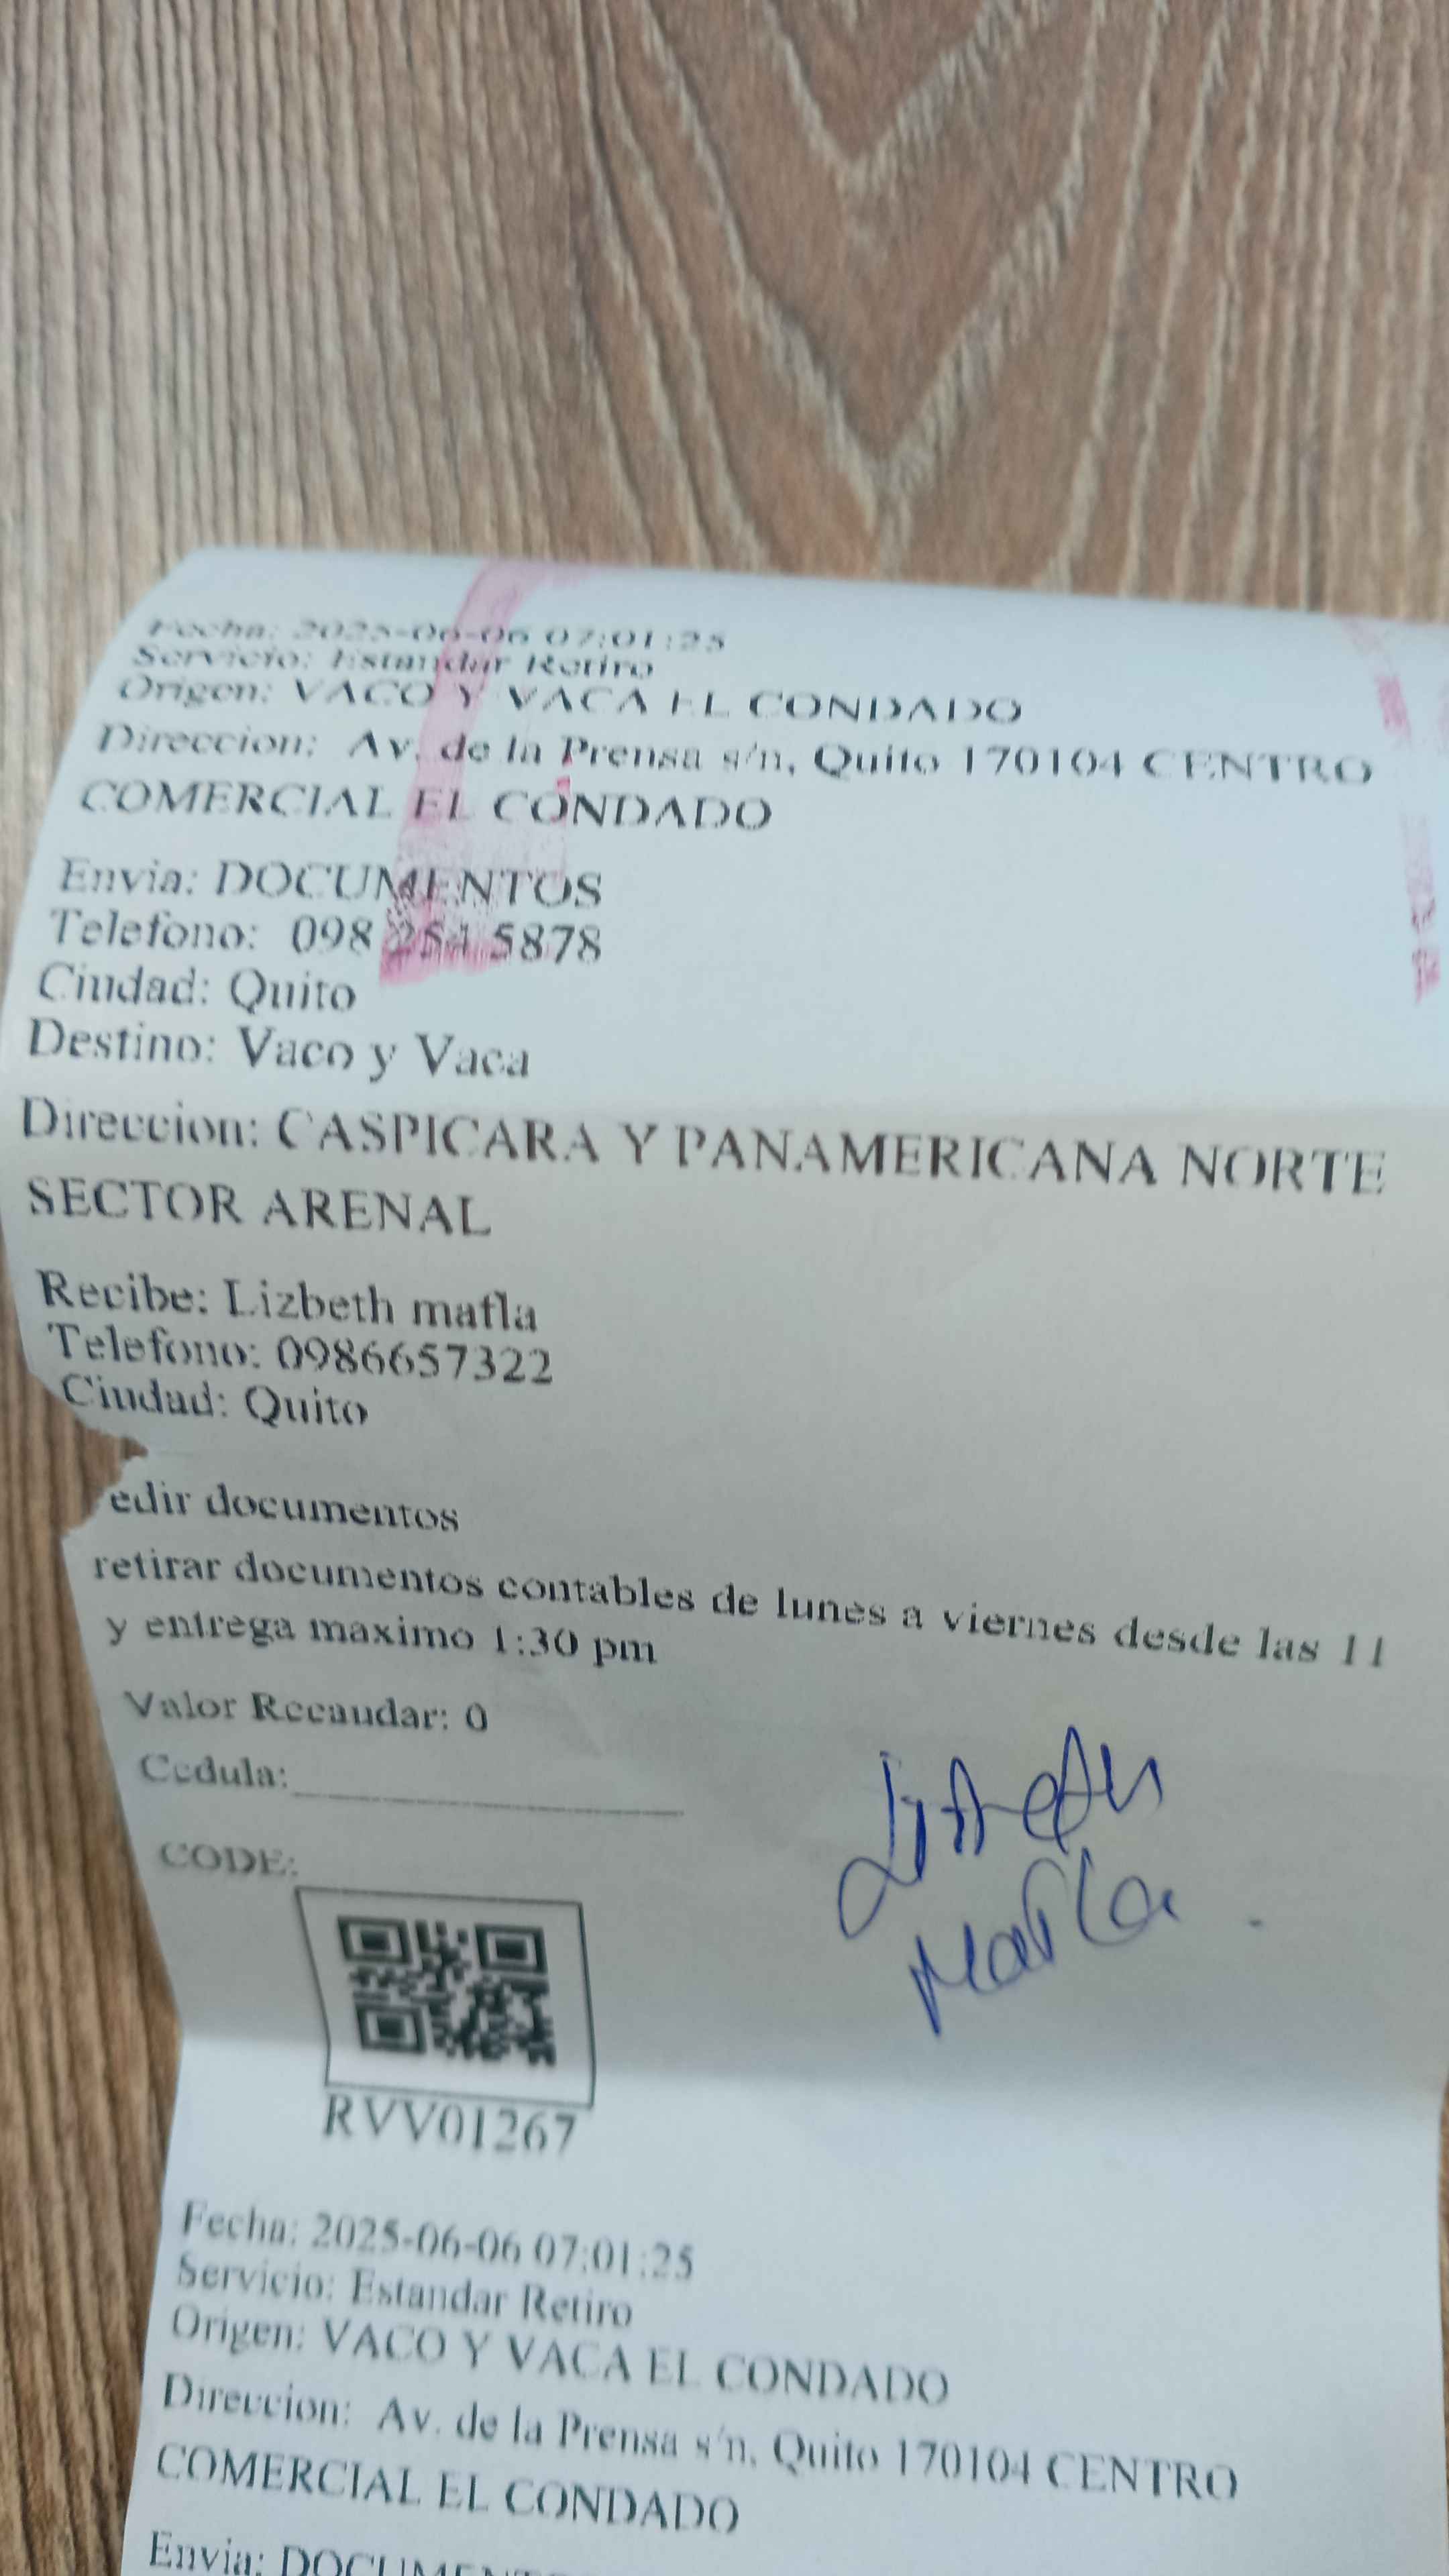 Fecha: 2025-06-06 07:01:25
Servicio: Estandar Retiro
Origen: VACO Y VACA EL CONDADO
Direccion: Av. de la Prensa s/n, Quito 170104 CENTRO
COMERCIAL EL CONDADO
Envia: DOCUMENTOS
Telefono: 098 254 5878
Ciudad: Quito
Destino: Vaco y Vaca
Direccion: CASPICARA Y PANAMERICANA NORTE
SECTOR ARENAL
Recibe: Lizbeth mafla
Telefono: 0986657322
Ciudad: Quito
edir documentos
retirar documentos contables de lunes a viernes desde las 11
y entrega maximo 1:30 pm
Valor Recaudar: 0
Cedula:
CODE:
Lizbeth
Mafla
RVV01267
Fecha: 2025-06-06 07:01:25
Servicio: Estandar Retiro
Origen: VACO Y VACA EL CONDADO
Direccion: Av. de la Prensa s/n, Quito 170104 CENTRO
COMERCIAL EL CONDADO
Envia: